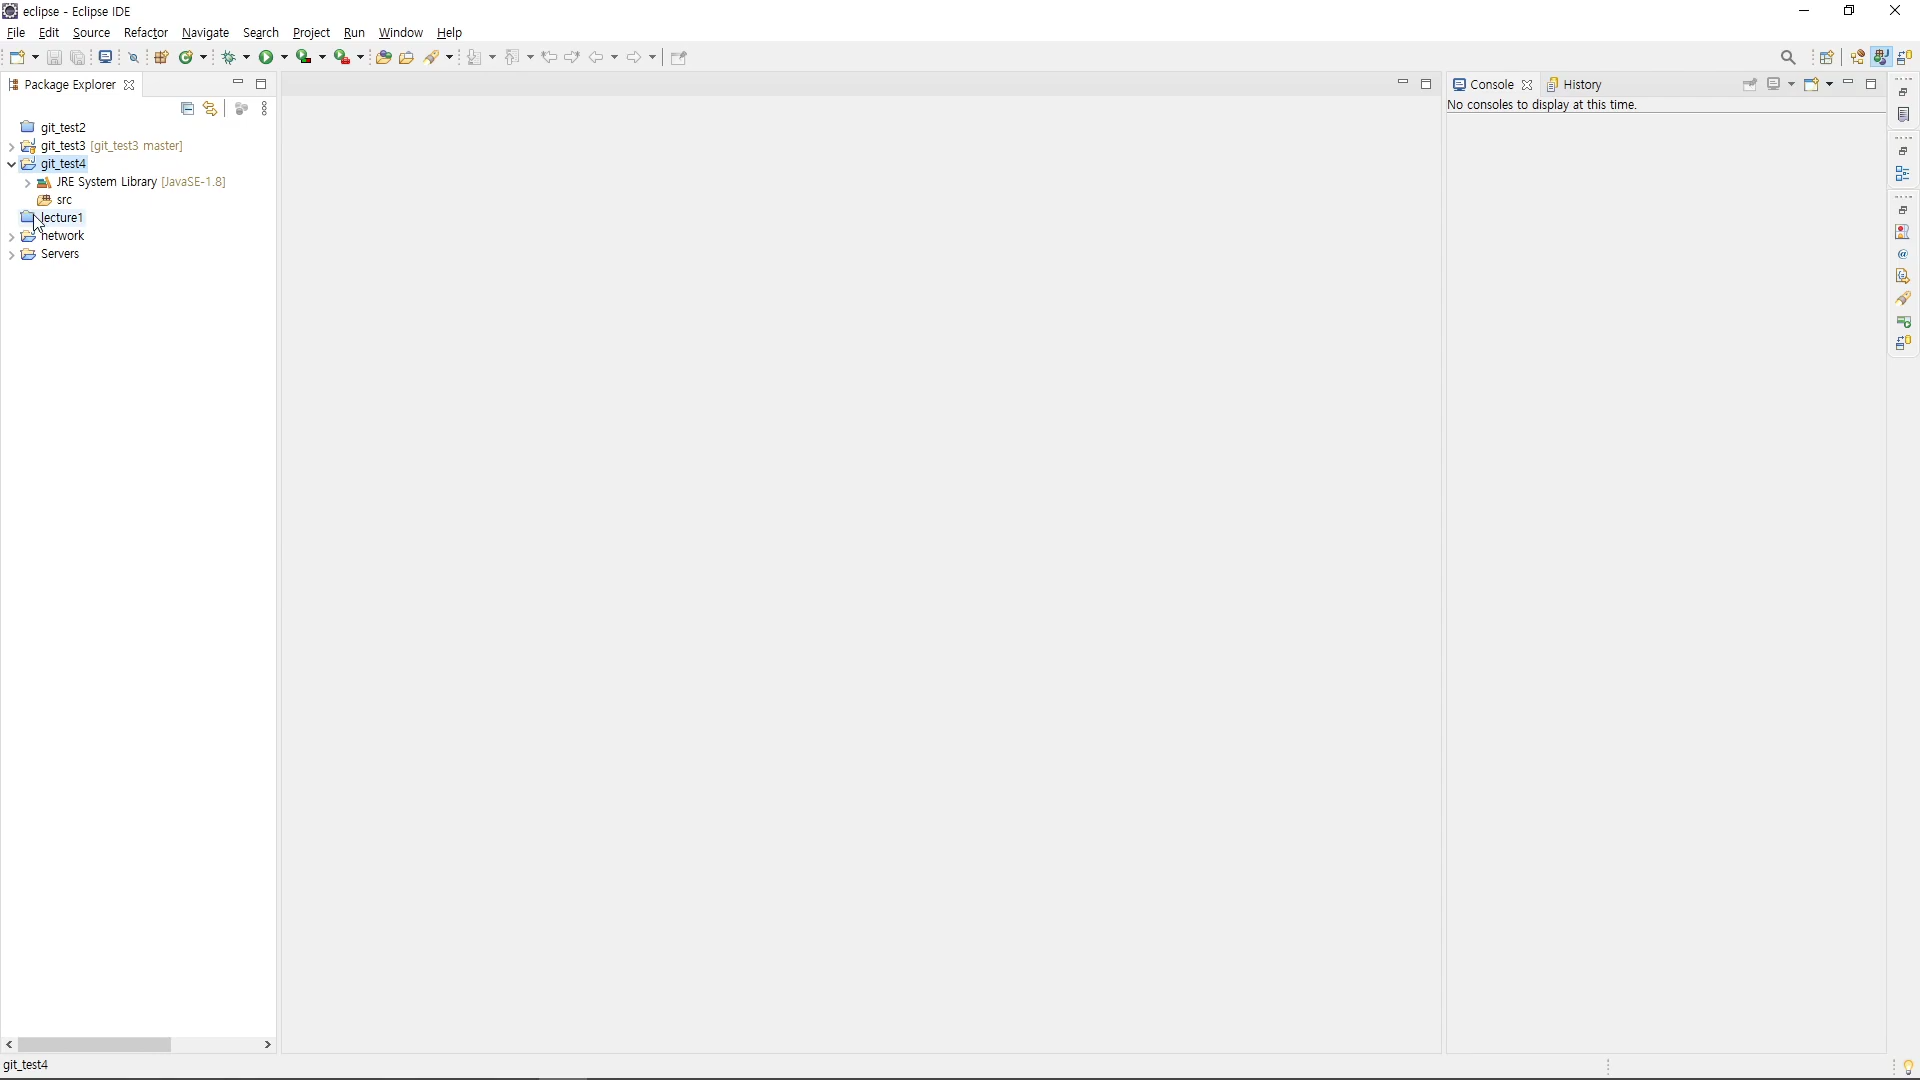 eclipse - Eclipse IDE
File Edit Source Refactor Navigate Search Project Run Window Help
Package Explorer
Console History
No consoles to display at this time.
git_test2
git_test3 [git_test3 master]
git_test4
JRE System Library [JavaSE-1.8]
src
lecture1
network
Servers
git_test4